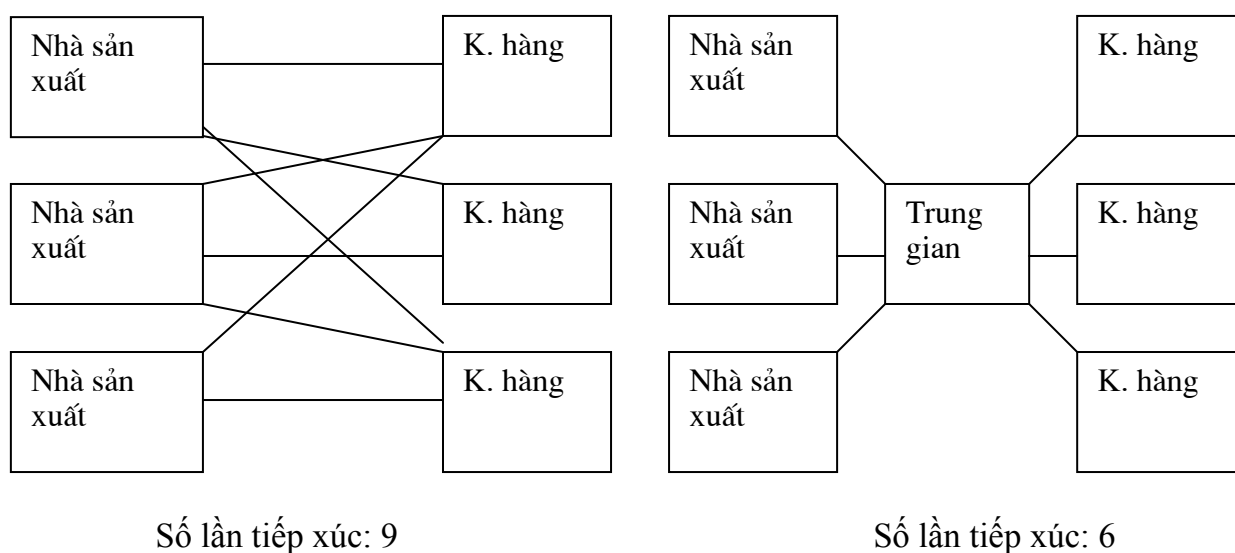 Nhà sản
xuất
K. hàng
Nhà sản
xuất
K. hàng
Nhà sản
xuất
K. hàng
Số lần tiếp xúc: 9
Nhà sản
xuất
K. hàng
Nhà sản
xuất
Trung
gian
K. hàng
Nhà sản
xuất
K. hàng
Số lần tiếp xúc: 6